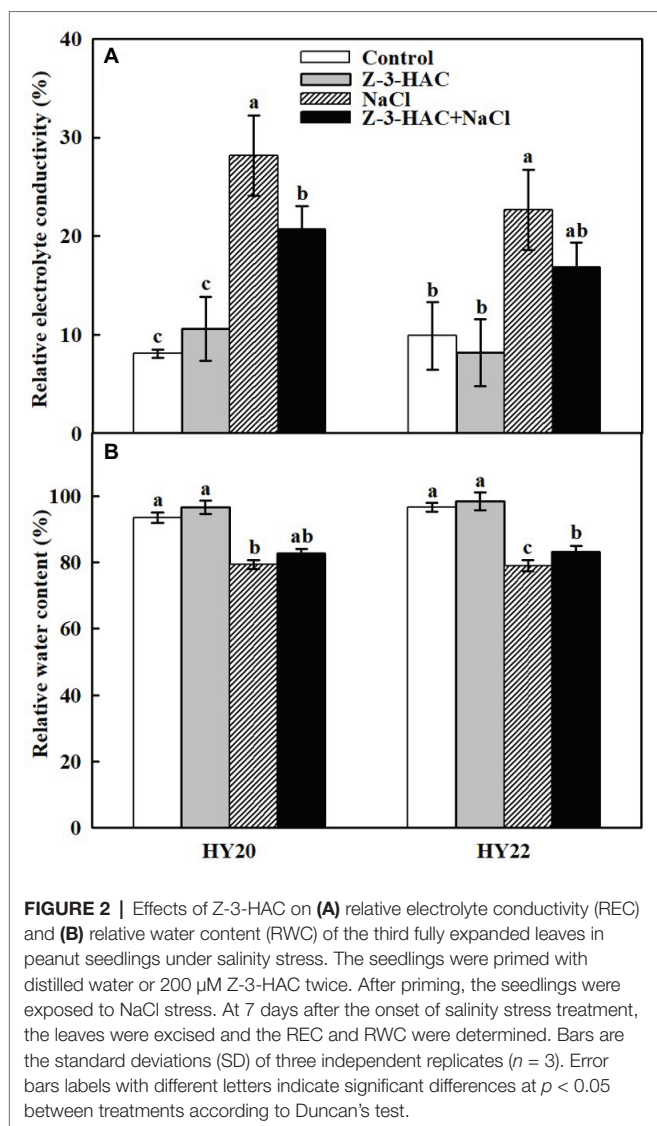 A
Control
Z-3-HAC
NaCl
Z-3-HAC+NaCl
Relative electrolyte conductivity (%)
40
30
20
10
0
c
c
a
b
b
b
a
ab
B
Relative water content (%)
100
80
60
40
20
0
a
a
b
ab
a
a
c
b
HY20
HY22
FIGURE 2 | Effects of Z-3-HAC on (A) relative electrolyte conductivity (REC)
and (B) relative water content (RWC) of the third fully expanded leaves in
peanut seedlings under salinity stress. The seedlings were primed with
distilled water or 200 μM Z-3-HAC twice. After priming, the seedlings were
exposed to NaCl stress. At 7 days after the onset of salinity stress treatment,
the leaves were excised and the REC and RWC were determined. Bars are
the standard deviations (SD) of three independent replicates (n = 3). Error
bars labels with different letters indicate significant differences at p < 0.05
between treatments according to Duncan's test.